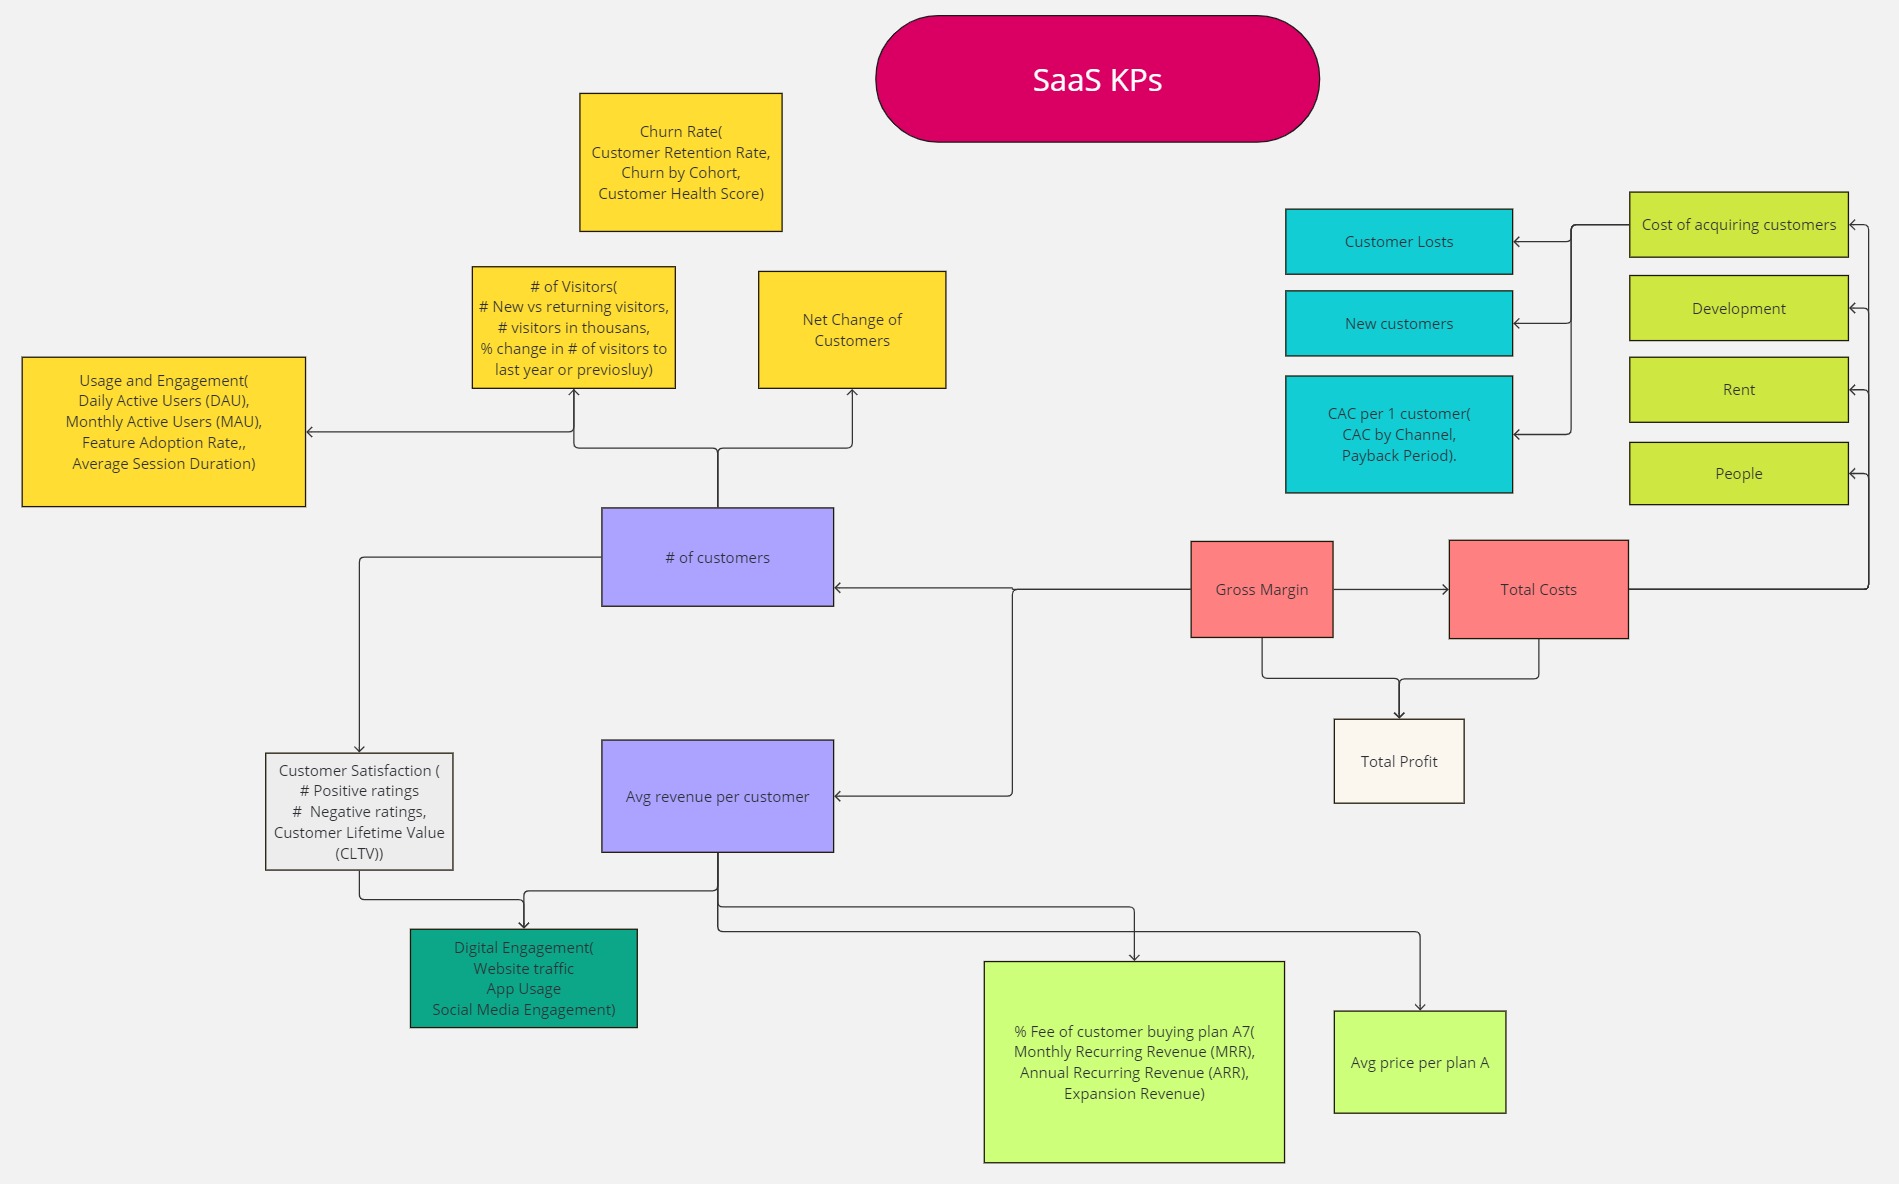 SaaS KPs
Churn Rate(
Customer Retention Rate,
Churn by Cohort,
Customer Health Score)
# of Visitors(
# New vs returning visitors,
# visitors in thousans,
% change in # of visitors to
last year or previosluy)
Net Change of
Customers
Usage and Engagement(
Daily Active Users (DAU),
Monthly Active Users (MAU),
Feature Adoption Rate,,
Average Session Duration)
Customer Losts
New customers
CAC per 1 customer(
CAC by Channel,
Payback Period).
Cost of acquiring customers
Development
Rent
People
# of customers
Gross Margin
Total Costs
Total Profit
Avg revenue per customer
Customer Satisfaction (
# Positive ratings
#  Negative ratings,
Customer Lifetime Value
(CLTV))
Digital Engagement(
Website traffic
App Usage
Social Media Engagement)
% Fee of customer buying plan A7(
Monthly Recurring Revenue (MRR),
Annual Recurring Revenue (ARR),
Expansion Revenue)
Avg price per plan A